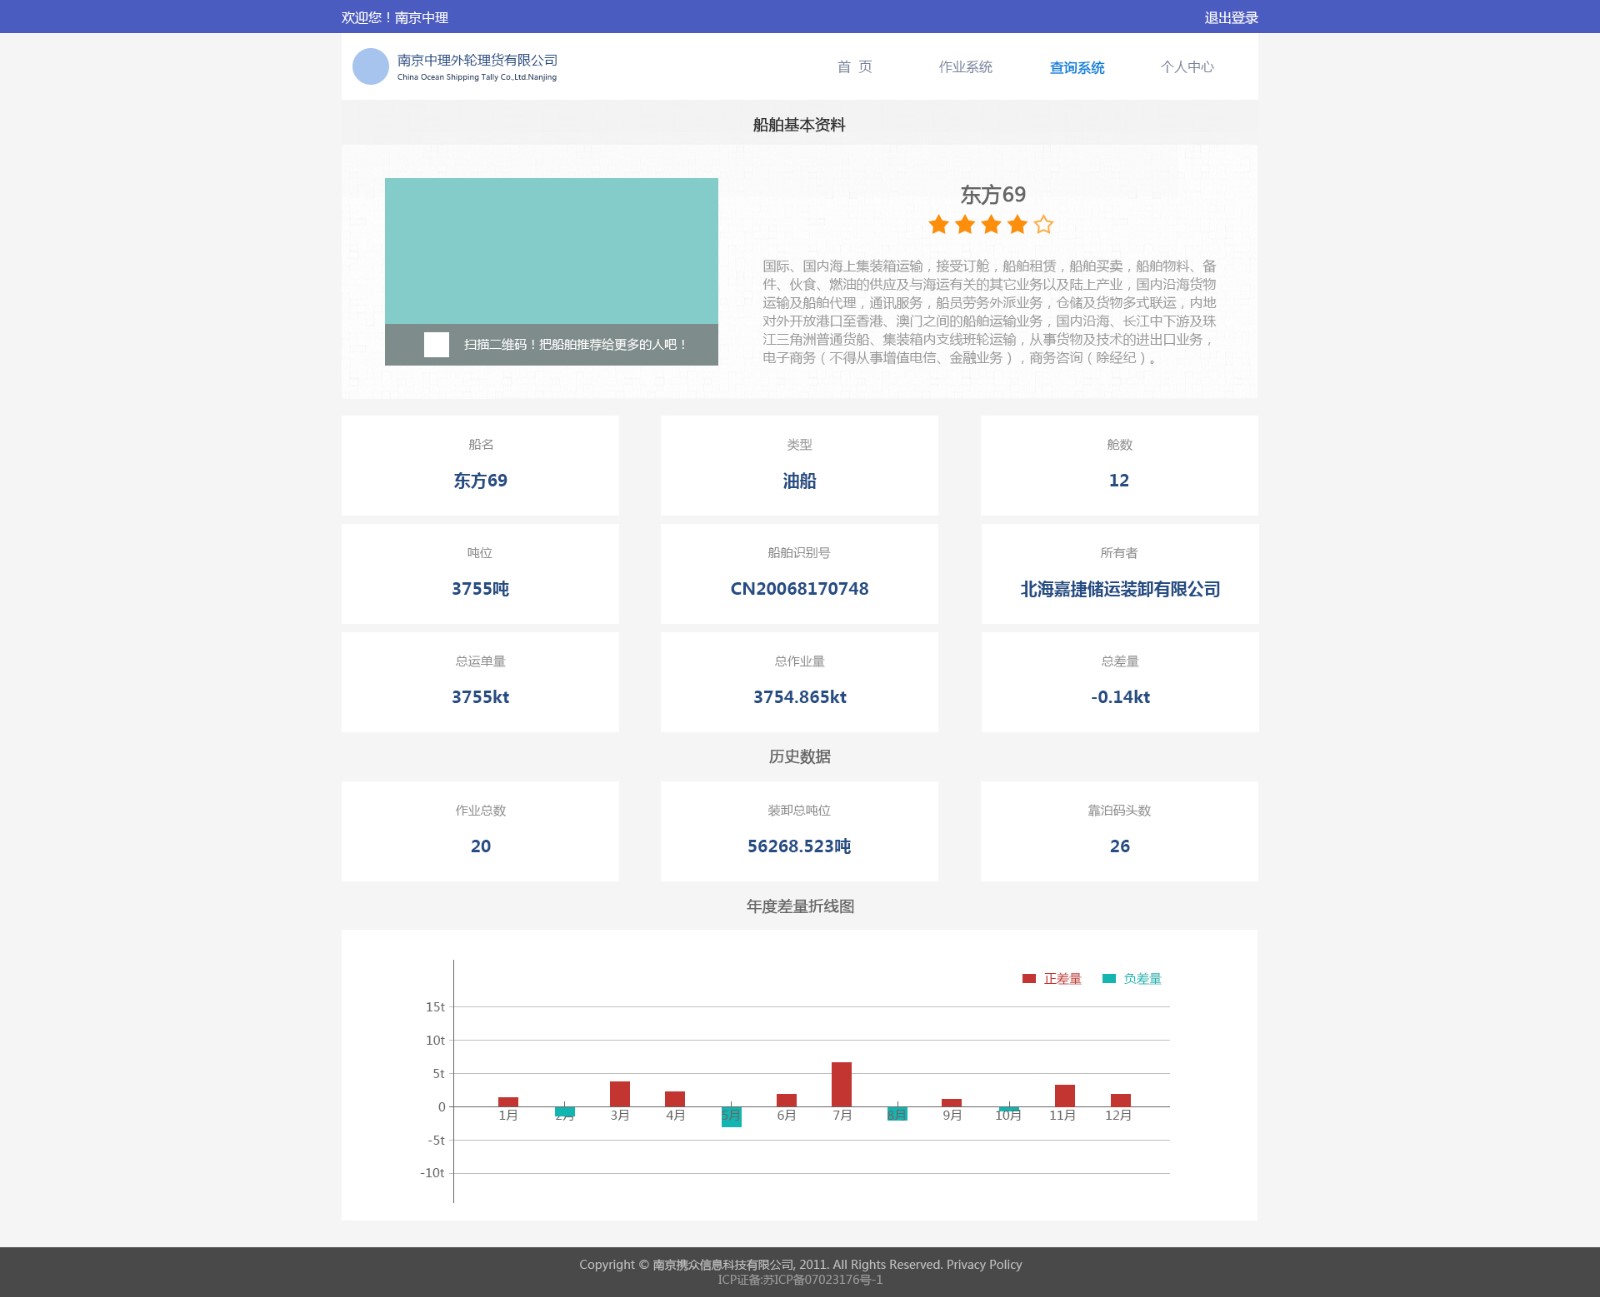 欢迎您！南京中理
退出登录
南京中理外轮理货有限公司
China Ocean Shipping Tally Co.,Ltd.Nanjing
首 页
作业系统
查询系统
个人中心
船舶基本资料
扫描二维码！把船舶推荐给更多的人吧！
东方69
国际、国内海上集装箱运输，接受订舱，船舶租赁，船舶买卖，船舶物料、备
件、伙食、燃油的供应及与海运有关的其它业务以及陆上产业，国内沿海货物
运输及船舶代理，通讯服务，船员劳务外派业务，仓储及货物多式联运，内地
对外开放港口至香港、澳门之间的船舶运输业务，国内沿海、长江中下游及珠
江三角洲普通货船、集装箱内支线班轮运输，从事货物及技术的进出口业务，
电子商务（不得从事增值电信、金融业务），商务咨询（除经纪）。
船名
东方69
类型
油船
舱数
12
吨位
3755吨
船舶识别号
CN20068170748
所有者
北海嘉捷储运装卸有限公司
总运单量
3755kt
总作业量
3754.865kt
总差量
-0.14kt
历史数据
作业总数
20
装卸总吨位
56268.523吨
靠泊码头数
26
年度差量折线图
正差量
负差量
15t
10t
5t
0
-5t
-10t
1月
2月
3月
4月
5月
6月
7月
8月
9月
10月
11月
12月
Copyright © 南京携众信息科技有限公司, 2011. All Rights Reserved. Privacy Policy
ICP证备:苏ICP备07023176号-1